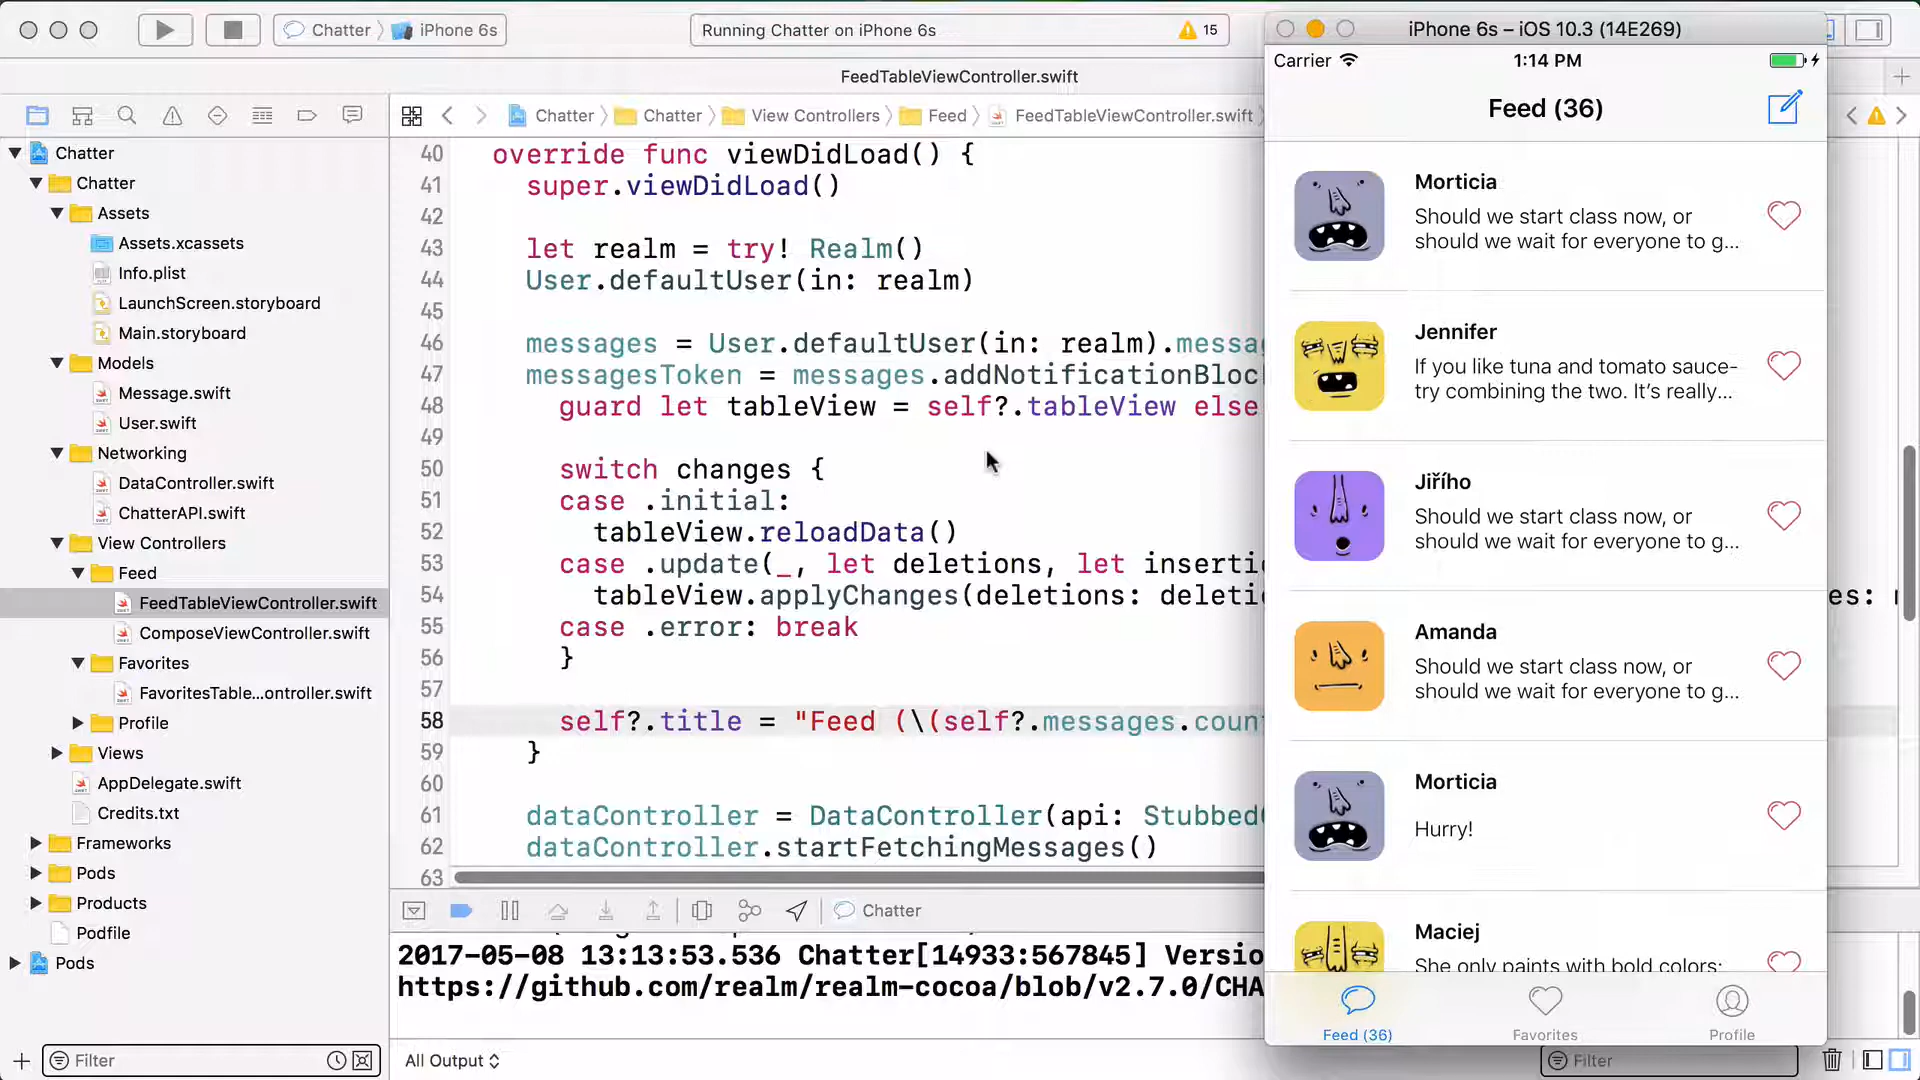 Chatter
iPhone 6s
Running Chatter on iPhone 6s
15
FeedTableViewController.swift
Chatter
Chatter
View Controllers
Feed
FeedTableViewController.swift
Chatter
Chatter
Assets
Assets.xcassets
Info.plist
LaunchScreen.storyboard
Main.storyboard
Models
Message.swift
User.swift
Networking
DataController.swift
ChatterAPI.swift
View Controllers
Feed
FeedTableViewController.swift
ComposeViewController.swift
Favorites
FavoritesTable...ontroller.swift
Profile
Views
AppDelegate.swift
Credits.txt
Frameworks
Pods
Products
Podfile
Pods
Filter
40 override func viewDidLoad() {
41 super.viewDidLoad()
42
43 let realm = try! Realm()
44 User.defaultUser(in: realm)
45
46 messages = User.defaultUser(in: realm).messa
47 messagesToken = messages.addNotificationBloc
48 guard let tableView = self?.tableView else
49
50 switch changes {
51 case .initial:
52 tableView.reloadData()
53 case .update(_, let deletions, let inserti
54 tableView.applyChanges(deletions: deleti
es:
55 case .error: break
56 }
57
58 self?.title = "Feed (\(self?.messages.coun
59 }
60
61 dataController = DataController(api: Stubbed
62 dataController.startFetchingMessages()
63
Chatter
2017-05-08 13:13:53.536 Chatter[14933:567845] Versio
https://github.com/realm/realm-cocoa/blob/v2.7.0/CHA
All Output
Filter
iPhone 6s – iOS 10.3 (14E269)
Carrier
1:14 PM
Feed (36)
Morticia
Should we start class now, or
should we wait for everyone to g...
Jennifer
If you like tuna and tomato sauce-
try combining the two. It’s really...
Jiřího
Should we start class now, or
should we wait for everyone to g...
Amanda
Should we start class now, or
should we wait for everyone to g...
Morticia
Hurry!
Maciej
She only paints with bold colors;
Feed (36)
Favorites
Profile